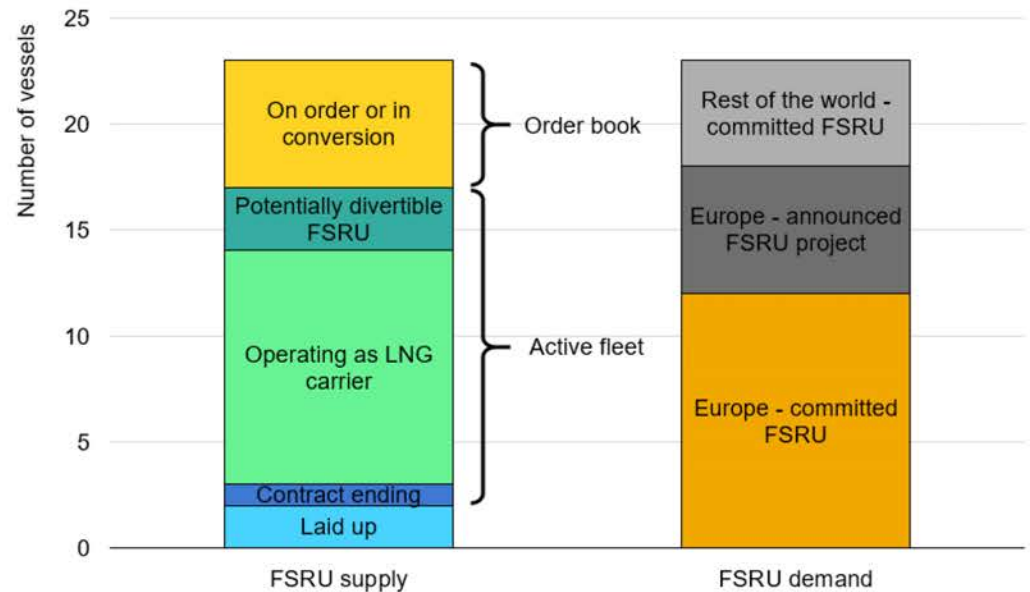 Number of vessels
25
20
15
10
5
0
On order or in
conversion
Potentially divertible
FSRU
Operating as LNG
carrier
Contract ending
Laid up
Order book
Active fleet
Rest of the world -
committed FSRU
Europe - announced
FSRU project
Europe - committed
FSRU
FSRU supply
FSRU demand